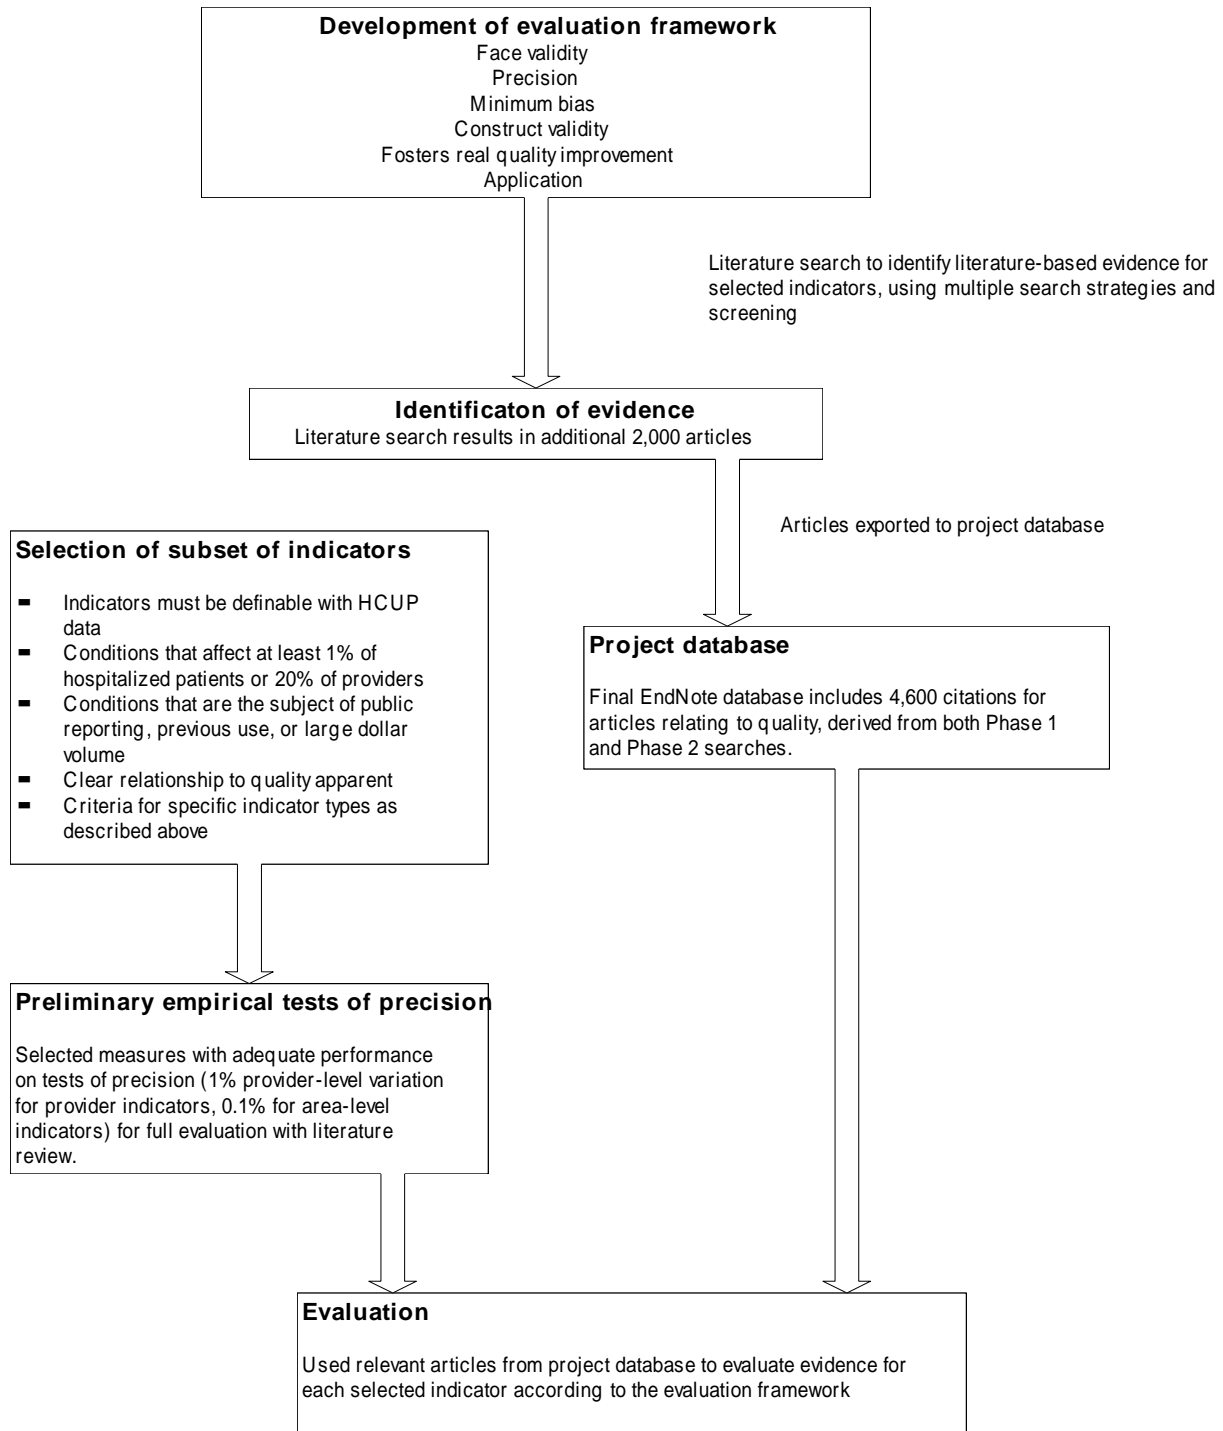 Development of evaluation framework
Face validity
Precision
Minimum bias
Construct validity
Fosters real quality improvement
Application
Literature search to identify literature-based evidence for
selected indicators, using multiple search strategies and
screening
Identificaton of evidence
Literature search results in additional 2,000 articles
Articles exported to project database
Selection of subset of indicators
- Indicators must be definable with HCUP
data
- Conditions that affect at least 1% of
hospitalized patients or 20% of providers
- Conditions that are the subject of public
reporting, previous use, or large dollar
volume
- Clear relationship to quality apparent
- Criteria for specific indicator types as
described above
Project database
Final EndNote database includes 4,600 citations for
articles relating to quality, derived from both Phase 1
and Phase 2 searches.
Preliminary empirical tests of precision
Selected measures with adequate performance
on tests of precision (1% provider-level variation
for provider indicators, 0.1% for area-level
indicators) for full evaluation with literature
review.
Evaluation
Used relevant articles from project database to evaluate evidence for
each selected indicator according to the evaluation framework